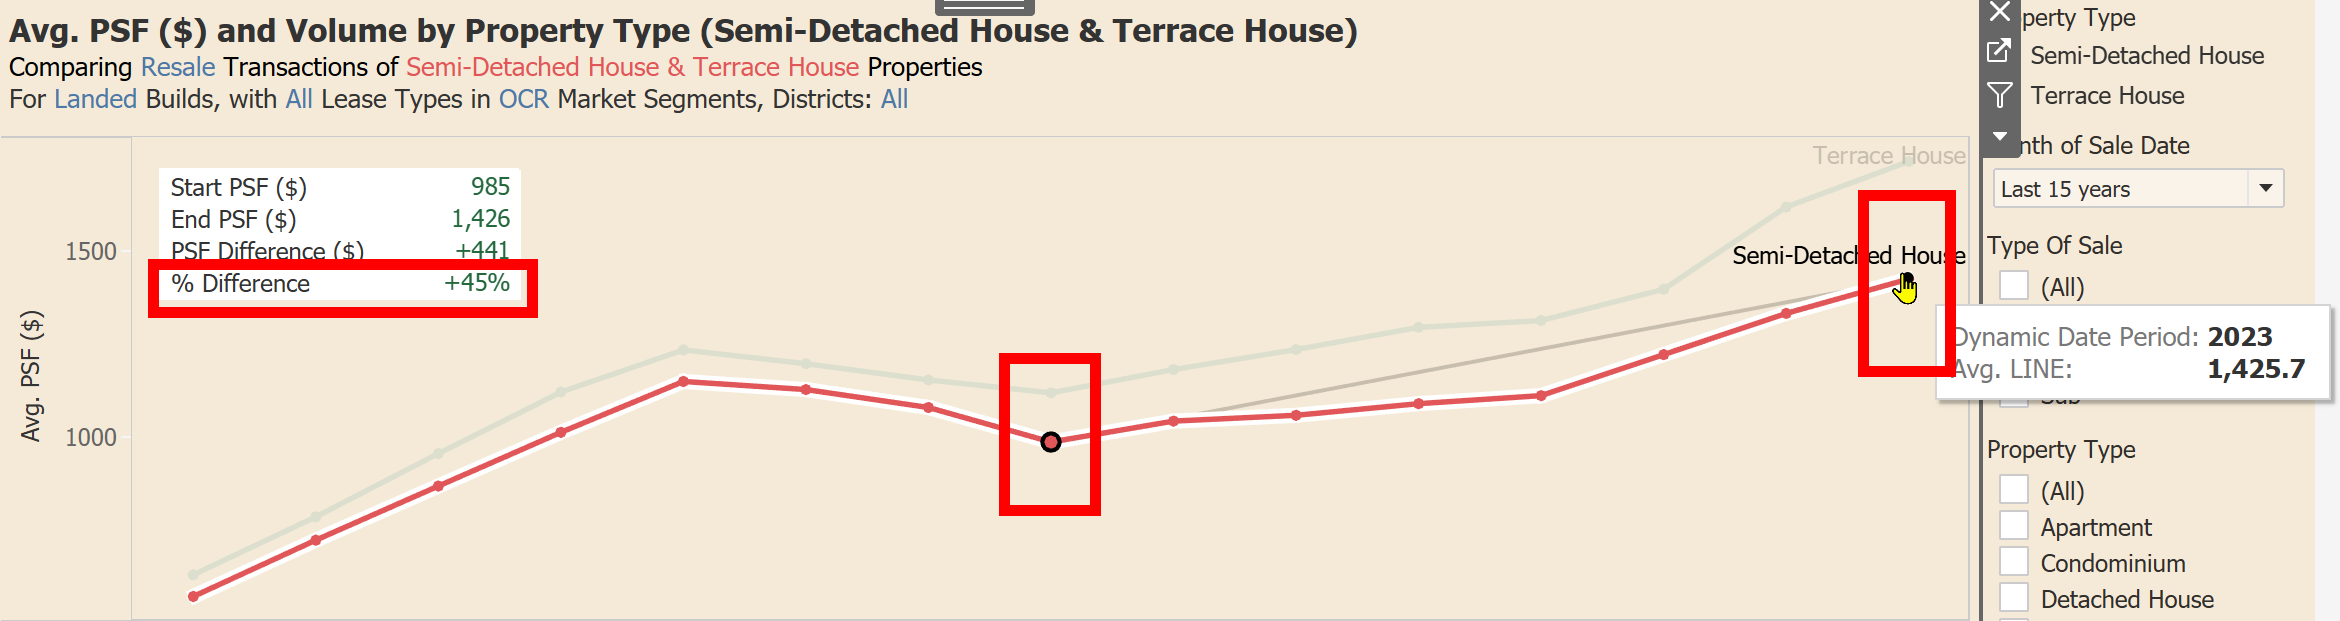 Avg. PSF ($) and Volume by Property Type (Semi-Detached House & Terrace House)
Comparing Resale Transactions of Semi-Detached House & Terrace House Properties
For Landed Builds, with All Lease Types in OCR Market Segments, Districts: All
Start PSF ($) 985
End PSF ($) 1,426
PSF Difference ($) +441
% Difference +45%
Avg. PSF ($)
1500
1000
Terrace House
Semi-Detached House
Dynamic Date Period: 2023
Avg. LINE: 1,425.7
perty Type
Semi-Detached House
Terrace House
nth of Sale Date
Last 15 years
Type Of Sale
(All)
Sub
Property Type
(All)
Apartment
Condominium
Detached House